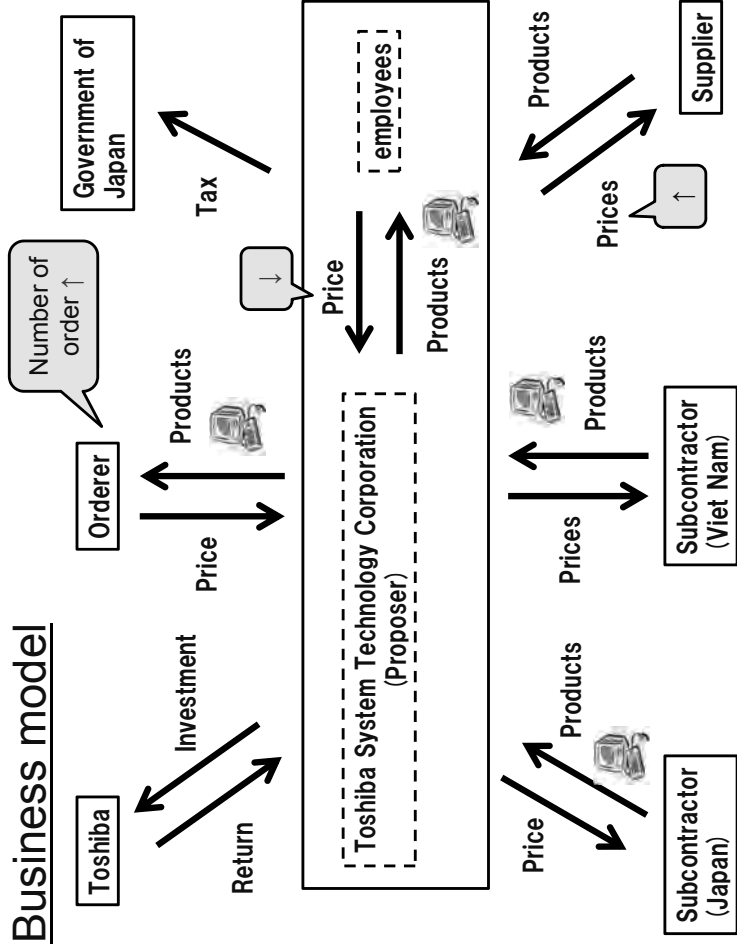 Business model
Toshiba
Orderer
Number of
order ↑
Government of
Japan
Investment
Return
Price
Products
Tax
↓
Toshiba System Technology Corporation
(Proposer)
Price
Products
employees
Price
Products
Prices
Products
Prices
↑
Products
Subcontractor
(Japan)
Subcontractor
(Viet Nam)
Supplier